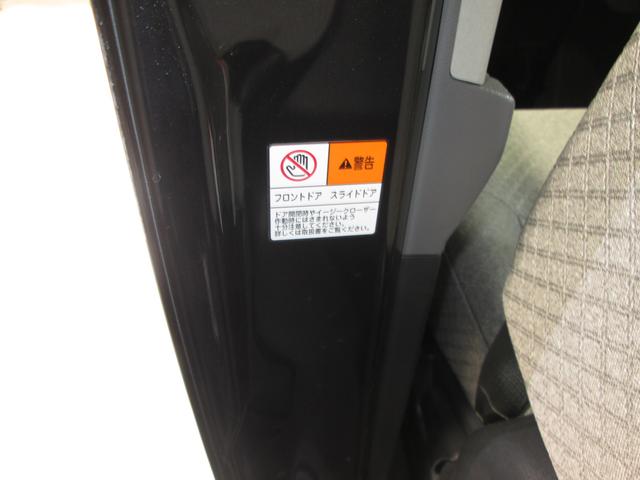 警告
フロントドア スライドドア
ドア開閉時やイージークローザー
作動時にはさまれないよう
十分注意してください。
詳しくは取扱書をご覧ください。